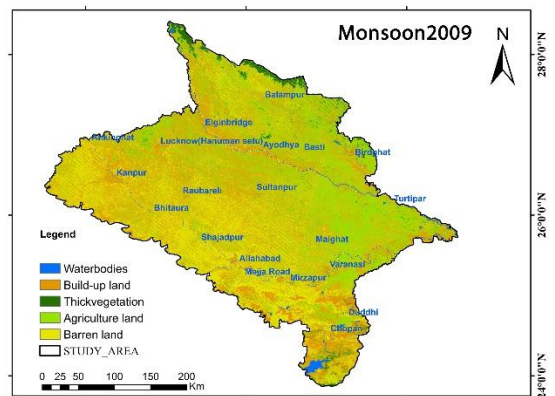 Monsoon2009
N
28°0'0"N
Balampur
Elginbridge
Ankinghat
Lucknow(Hanuman setu)
Ayodhya
Basti
Birdghat
Kanpur
Raubareli
Sultanpur
Turtipar
Bhitaura
26°0'0"N
Legend
Shajadpur
Maighat
Allahabad
Varanasi
Majja Road
Mirzapur
Waterbodies
Build-up land
Thickvegetation
Agriculture land
Barren land
STUDY_AREA
Duddhi
Chopan
0 25 50 100 150 200
Km
24°0'0"N